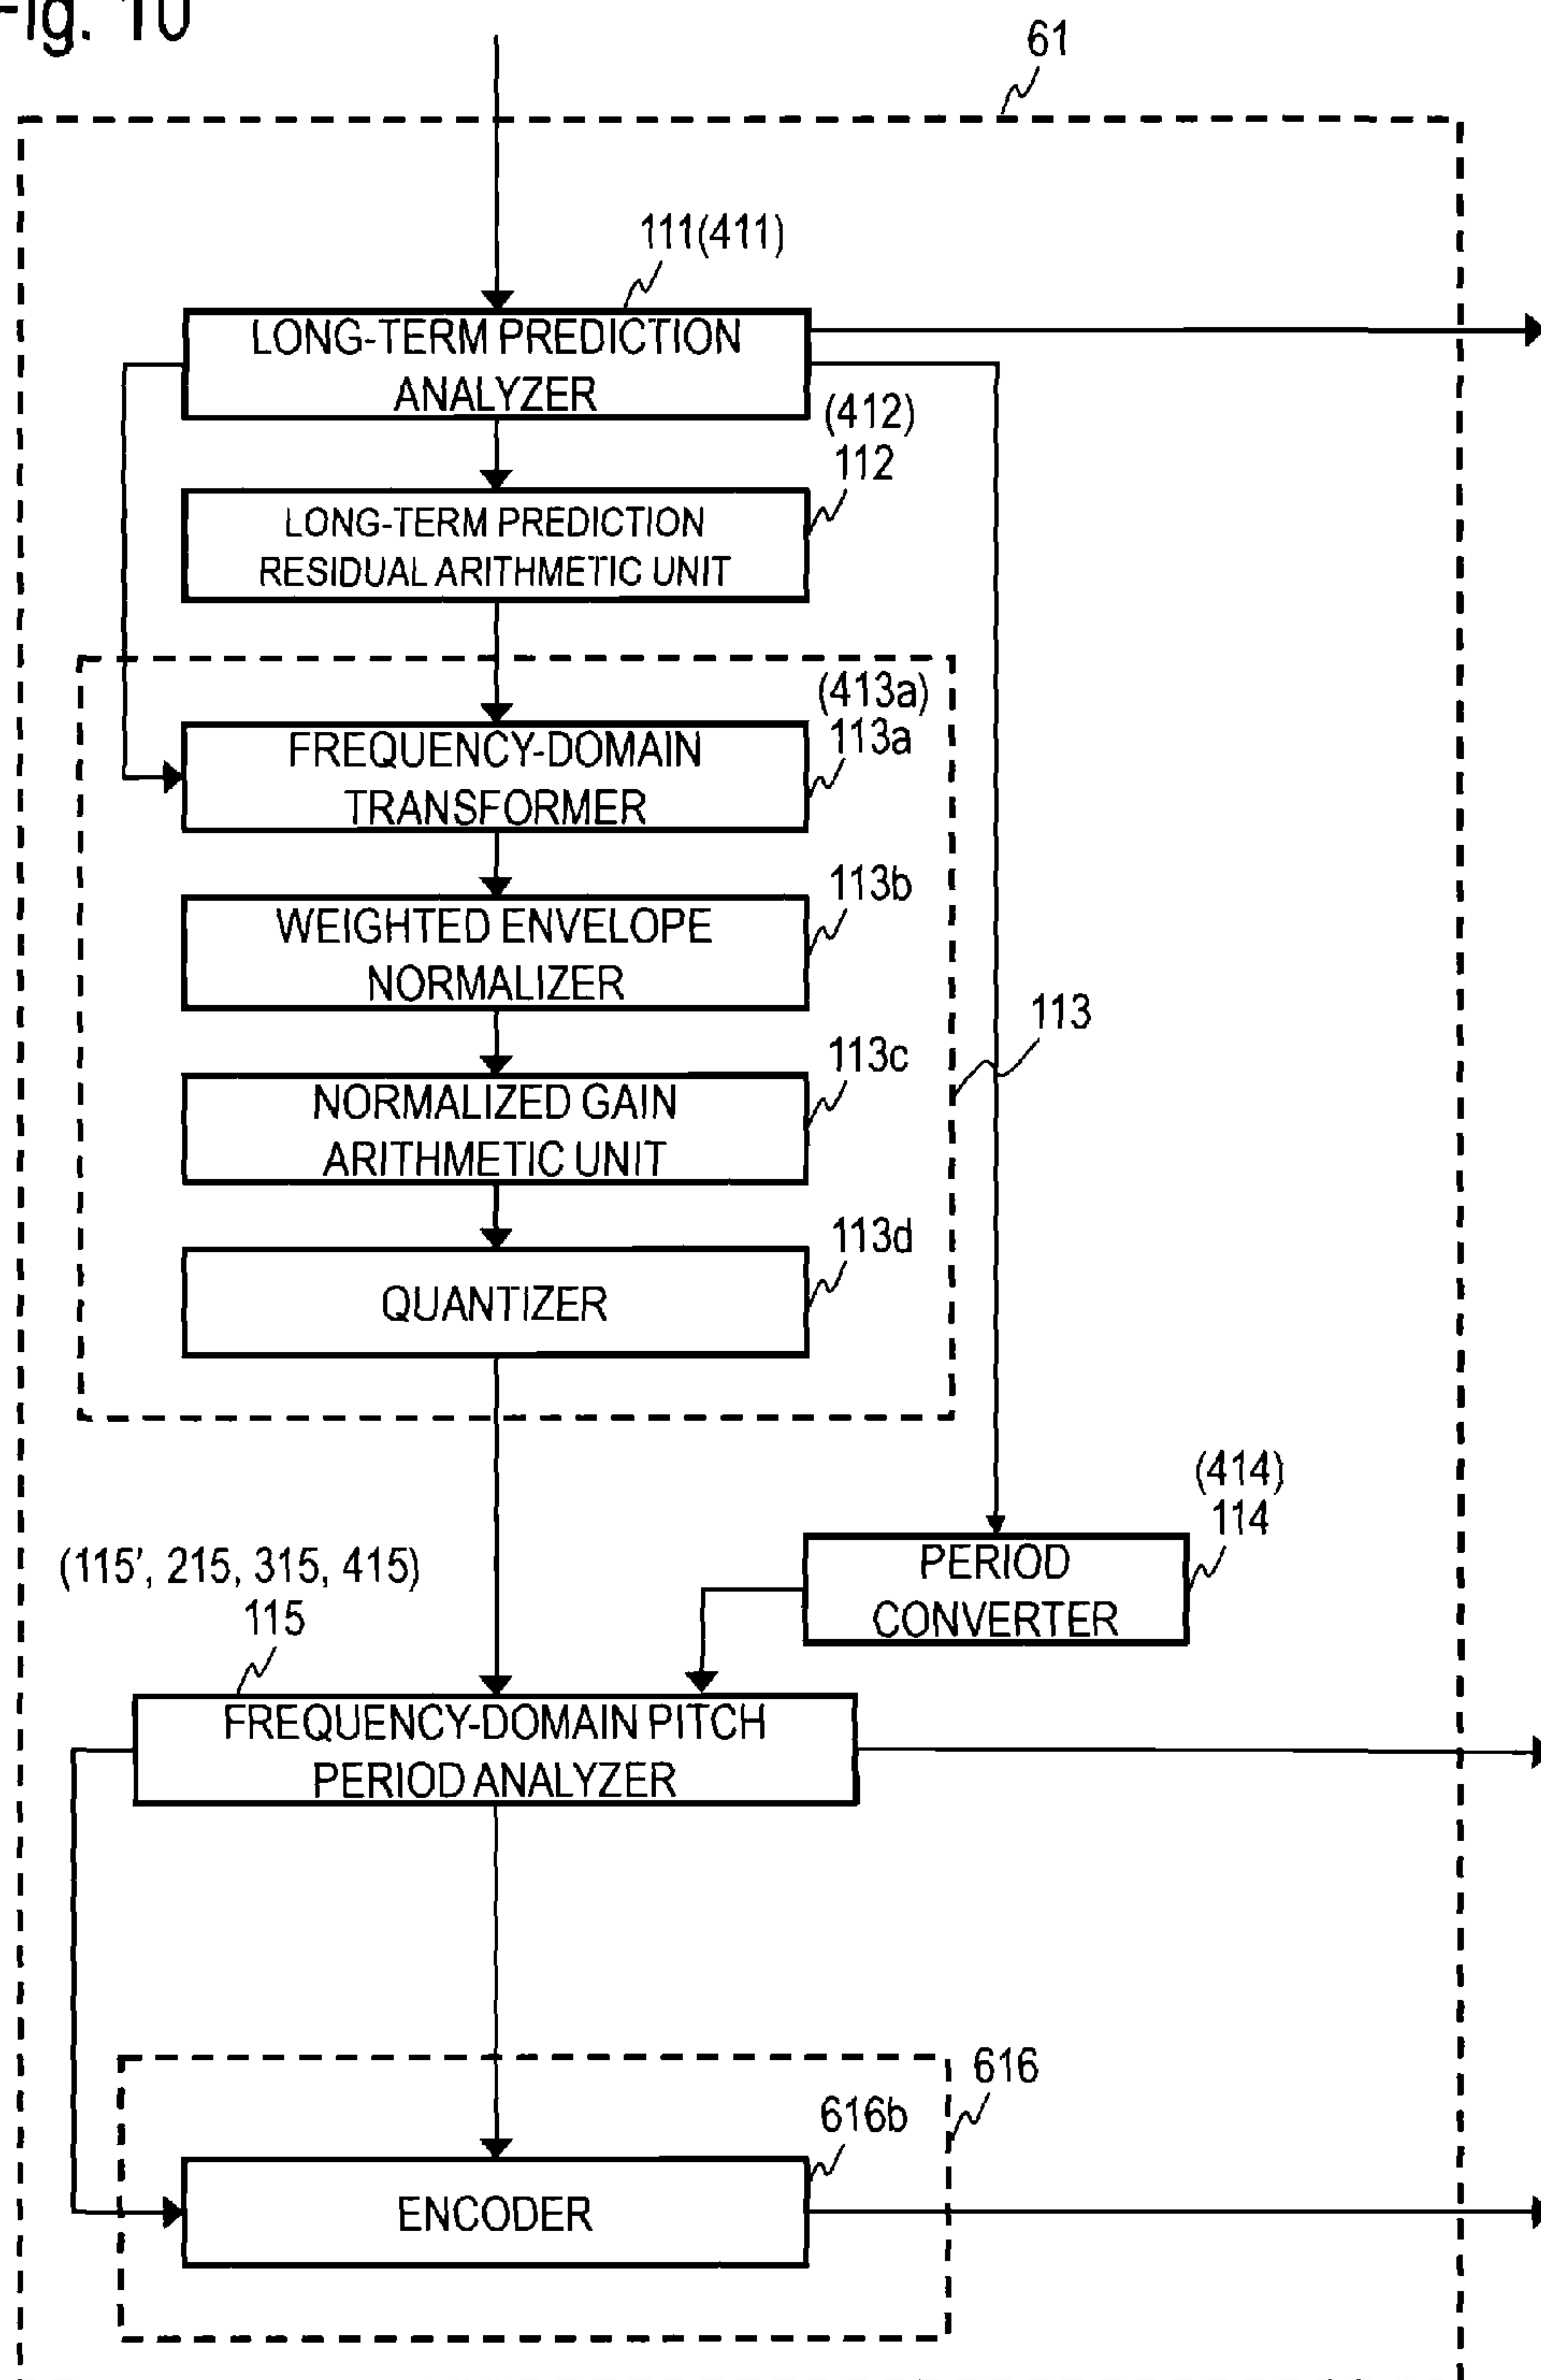 Fig. 10
61
111(411)
LONG-TERM PREDICTION
ANALYZER
(412)
112
LONG-TERM PREDICTION
RESIDUAL ARITHMETIC UNIT
(413a)
113a
FREQUENCY-DOMAIN
TRANSFORMER
113b
WEIGHTED ENVELOPE
NORMALIZER
113
113c
NORMALIZED GAIN
ARITHMETIC UNIT
113d
QUANTIZER
(414)
114
PERIOD
CONVERTER
(115', 215, 315, 415)
115
FREQUENCY-DOMAIN PITCH
PERIOD ANALYZER
616
616b
ENCODER